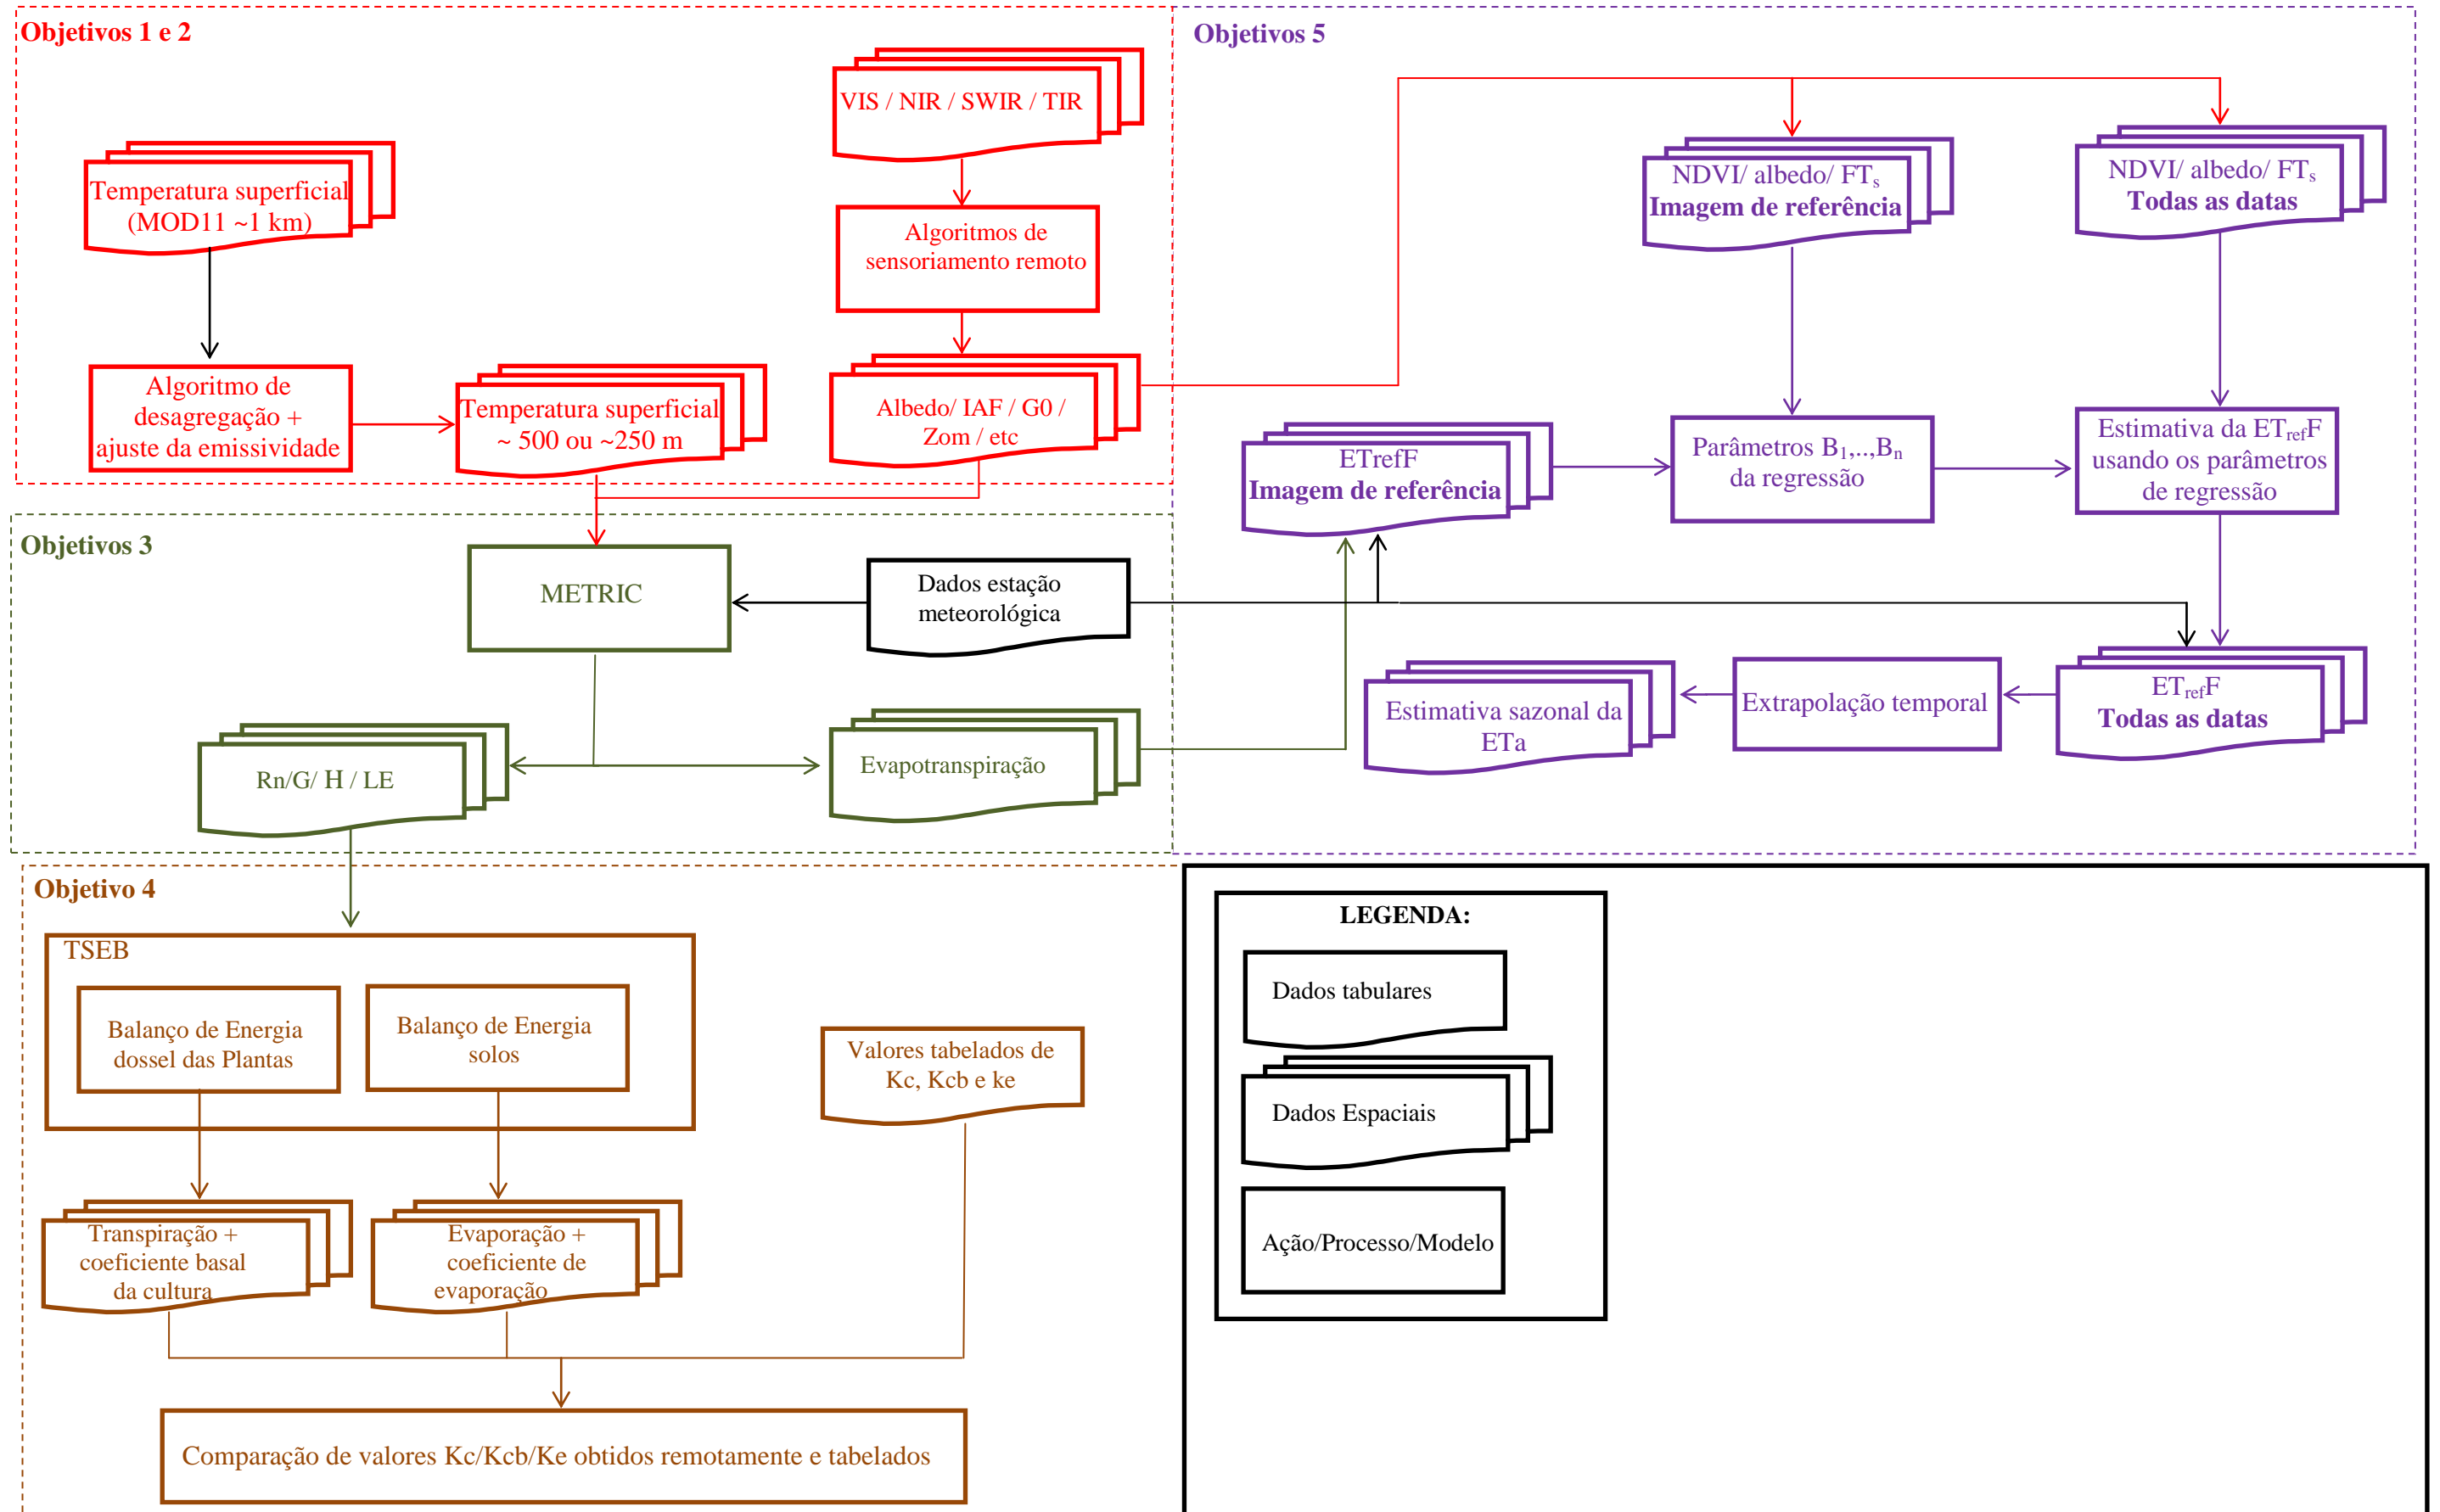 Objetivos 1 e 2
VIS / NIR / SWIR / TIR
Temperatura superficial
(MOD11 ~1 km)
Algoritmos de
sensoriamento remoto
Algoritmo de
desagregação +
ajuste da emissividade
Temperatura superficial
~ 500 ou ~250 m
Albedo/ IAF / G0 /
Zom / etc
Objetivos 5
NDVI/ albedo/ FTs
Imagem de referência
NDVI/ albedo/ FTs
Todas as datas
ETrefF
Imagem de referência
Parâmetros B1,..,Bn
da regressão
Estimativa da ETrefF
usando os parâmetros
de regressão
Estimativa sazonal da
ETa
Extrapolação temporal
ETrefF
Todas as datas
Objetivos 3
METRIC
Dados estação
meteorológica
Rn/G/ H / LE
Evapotranspiração
Objetivo 4
TSEB
Balanço de Energia
dossel das Plantas
Balanço de Energia
solos
Valores tabelados de
Kc, Kcb e ke
Transpiração +
coeficiente basal
da cultura
Evaporação +
coeficiente de
evaporação
Comparação de valores Kc/Kcb/Ke obtidos remotamente e tabelados
LEGENDA:
Dados tabulares
Dados Espaciais
Ação/Processo/Modelo